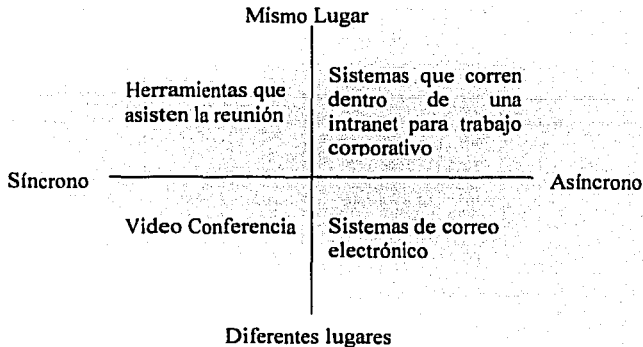 Mismo Lugar
Herramientas que
asisten la reunión
Sistemas que corren
dentro de una
intranet para trabajo
corporativo
Síncrono
Asíncrono
Video Conferencia
Sistemas de correo
electrónico
Diferentes lugares